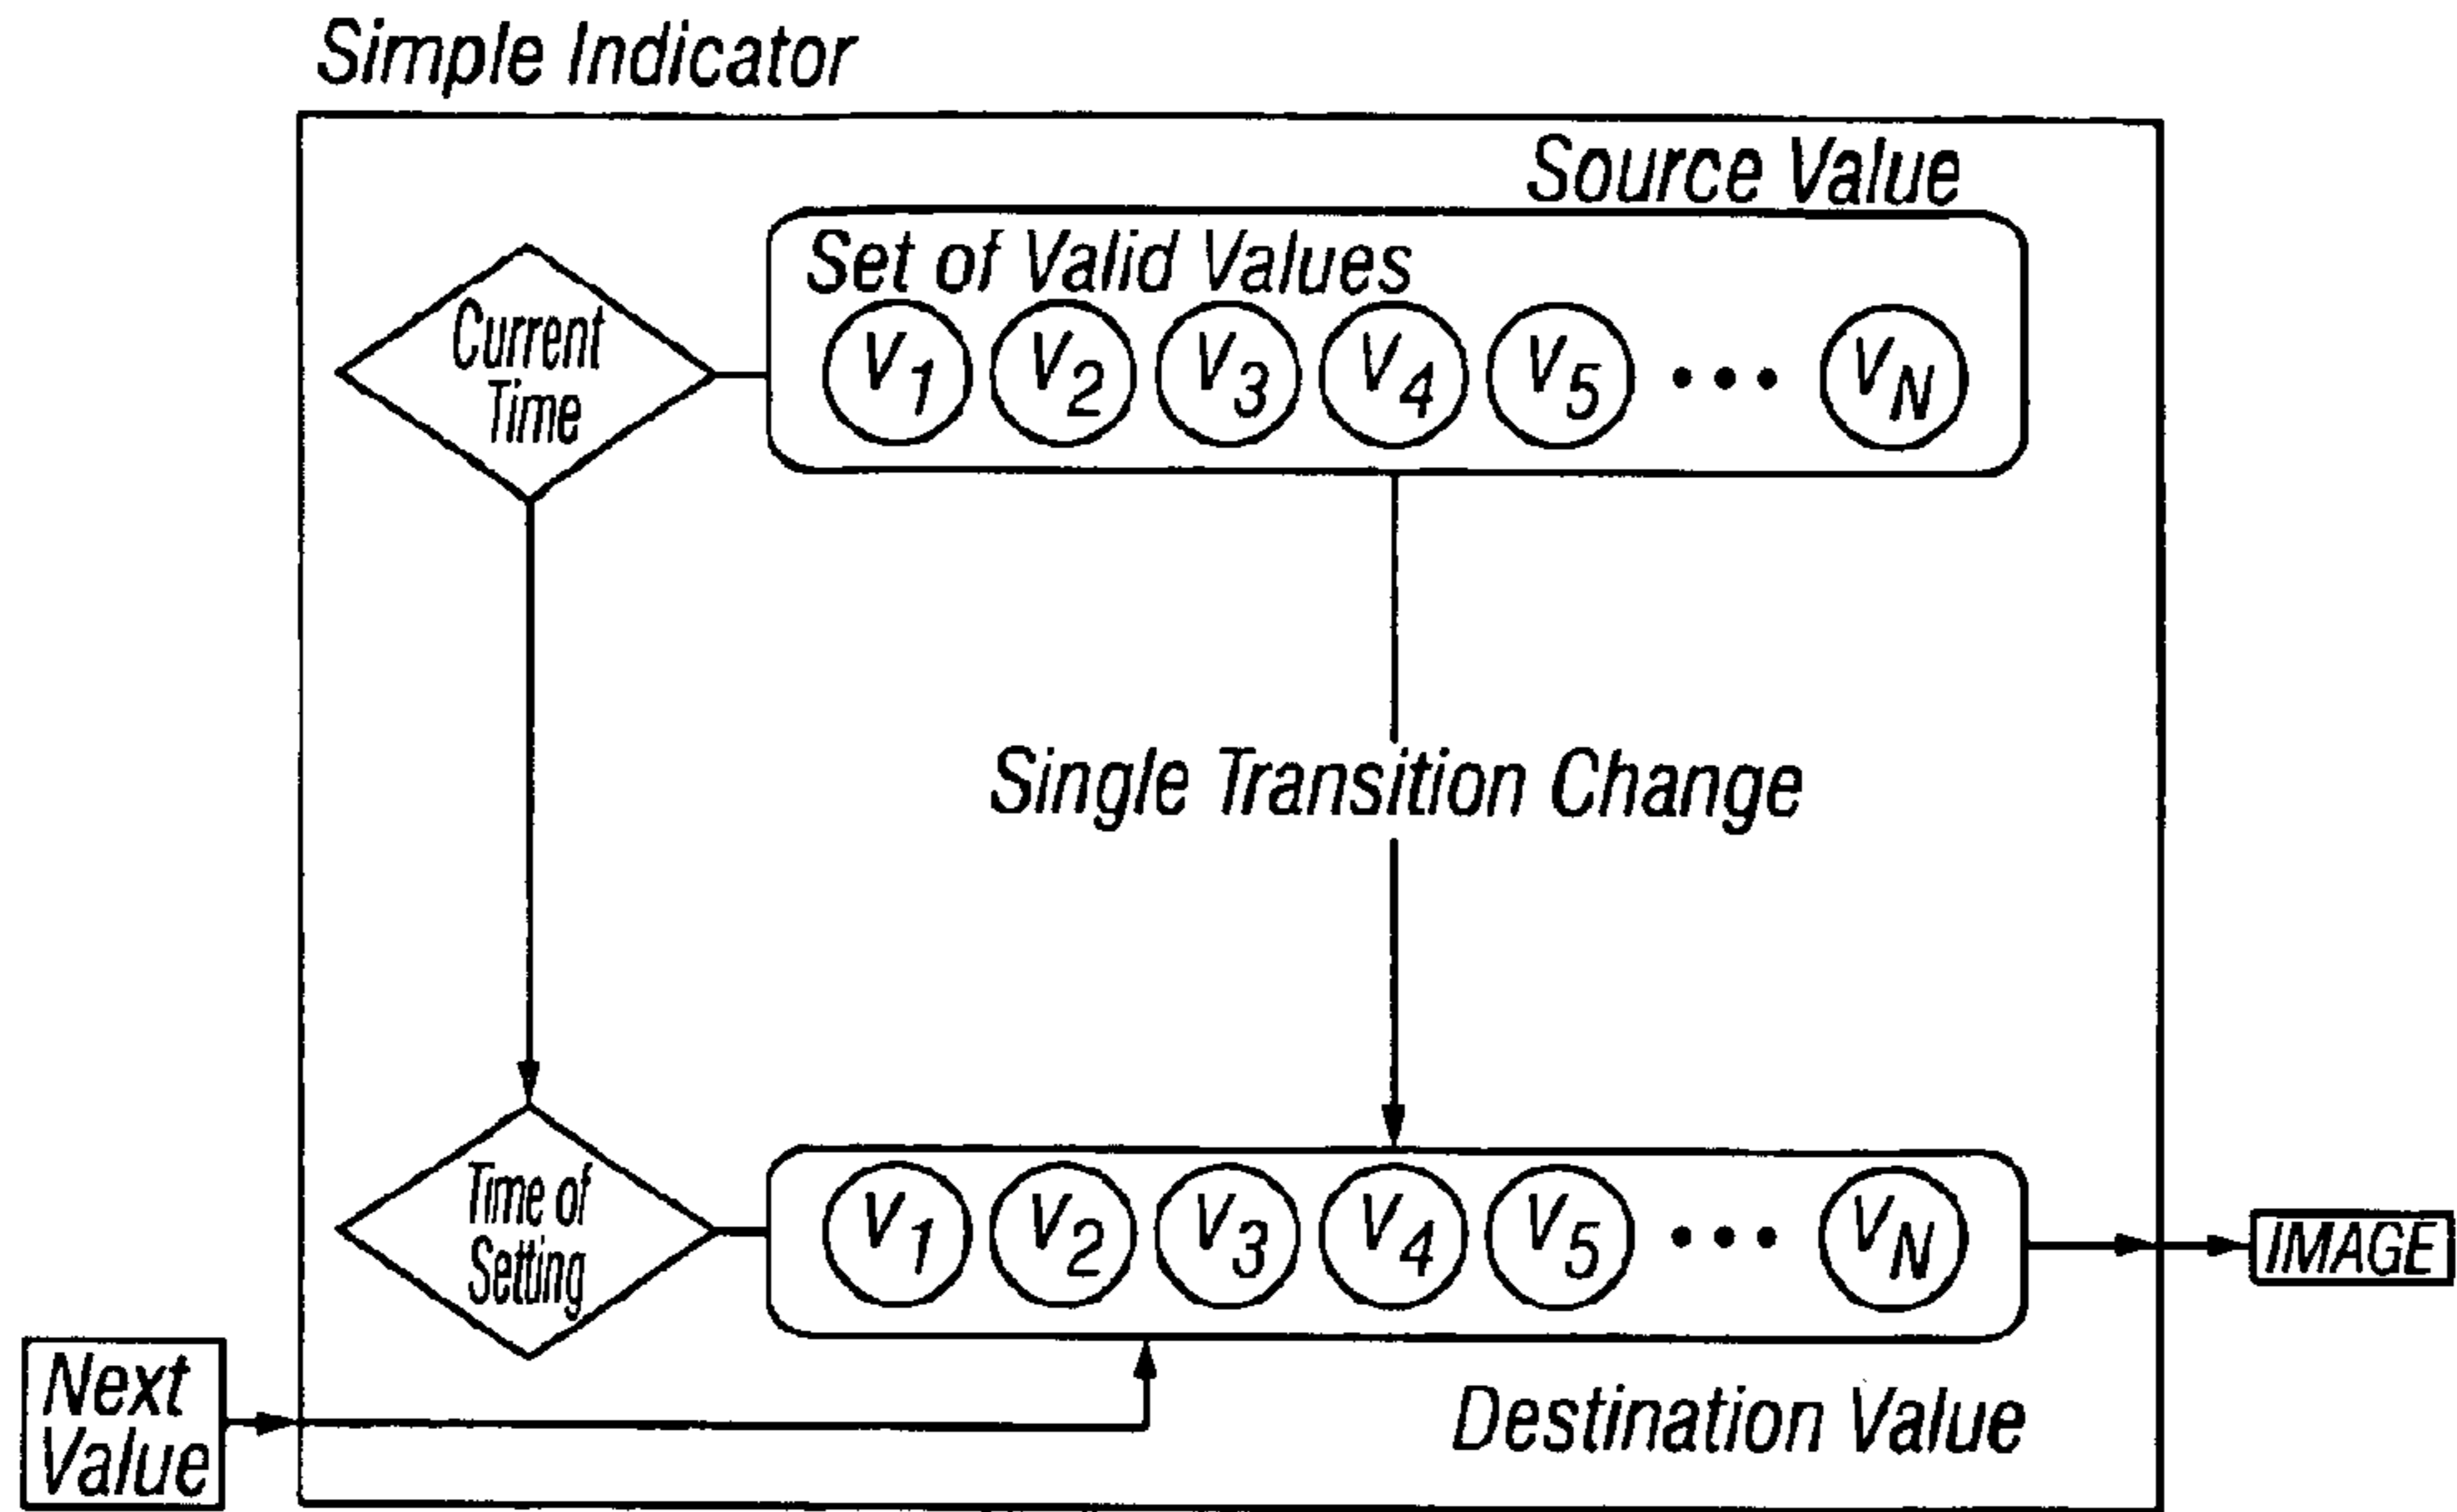 Simple Indicator
Source Value
Set of Valid Values
Current
Time
V1 V2 V3 V4 V5 ••• VN
Single Transition Change
Time of
Setting
V1 V2 V3 V4 V5 ••• VN
IMAGE
Next
Value
Destination Value